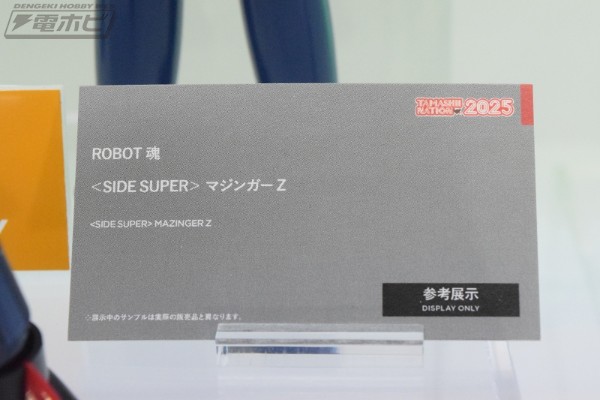 DENGEKI HOBBY WEB
電ホビ
TAMASHII
NATION
2025
ROBOT 魂
<SIDE SUPER> マジンガーZ
<SIDE SUPER> MAZINGER Z
参考展示
DISPLAY ONLY
◇展示中のサンプルは実際の販売品と異なります。